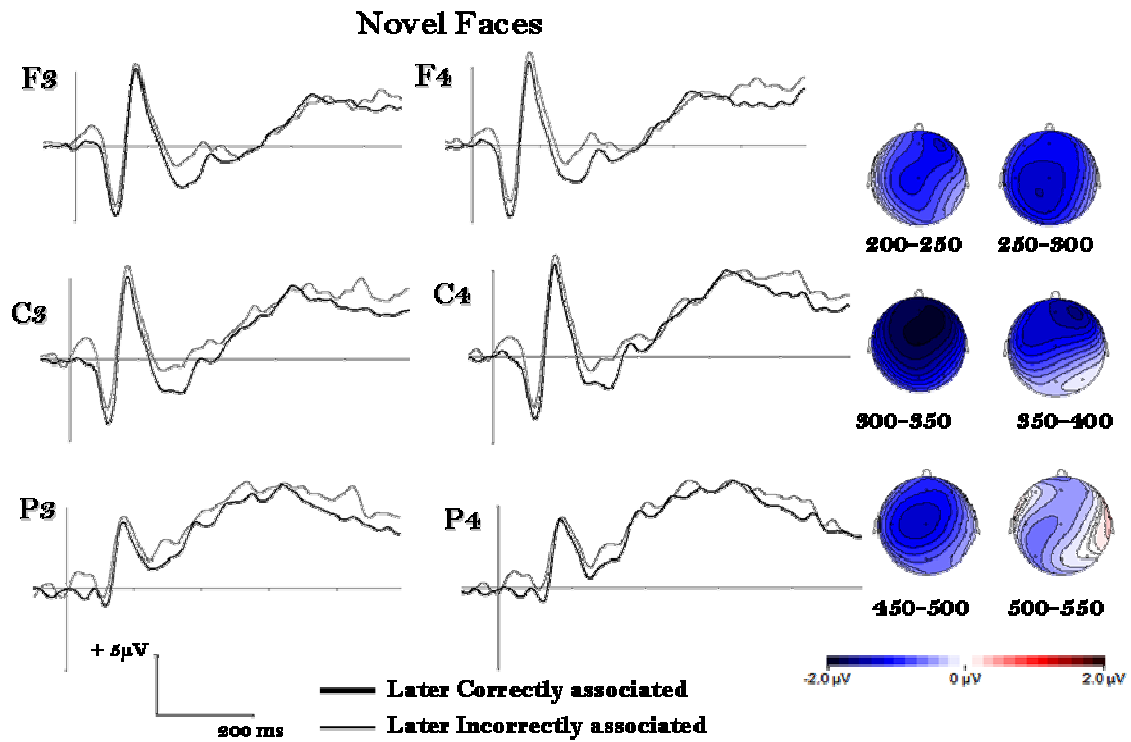 Novel Faces
F3
F4
200-250
250-300
C3
C4
300-350
350-400
P3
P4
450-500
500-550
+ 5µV
200 ms
Later Correctly associated
Later Incorrectly associated
-2.0 µV
0 µV
2.0 µV